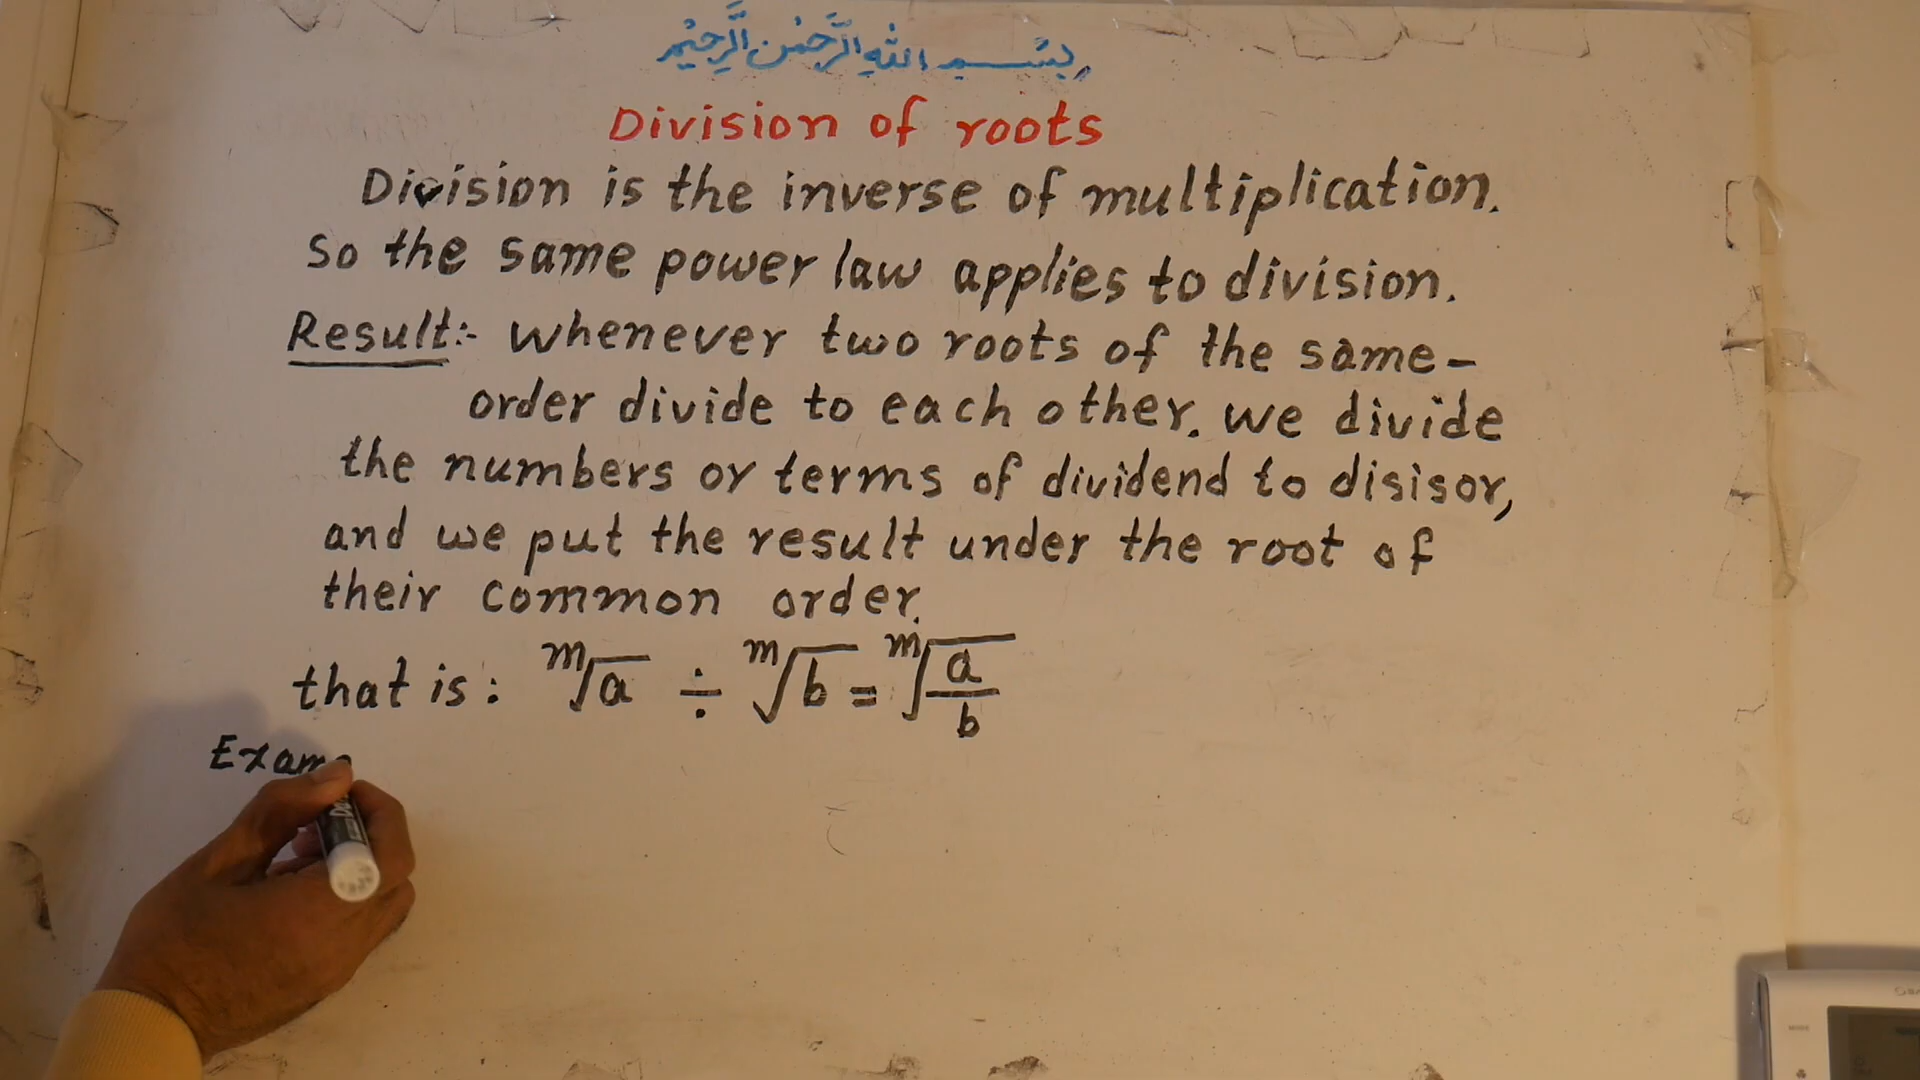 بِسْمِ اللهِ الرَّحْمٰنِ الرَّحِيْمِ
Division of roots
Division is the inverse of multiplication.
So the same power law applies to division.
Result:- Whenever two roots of the same-
order divide to each other. we divide
the numbers or terms of dividend to disisor,
and we put the result under the root of
their common order.
that is: ᵐ√a ÷ ᵐ√b = ᵐ√(a/b)
Examp